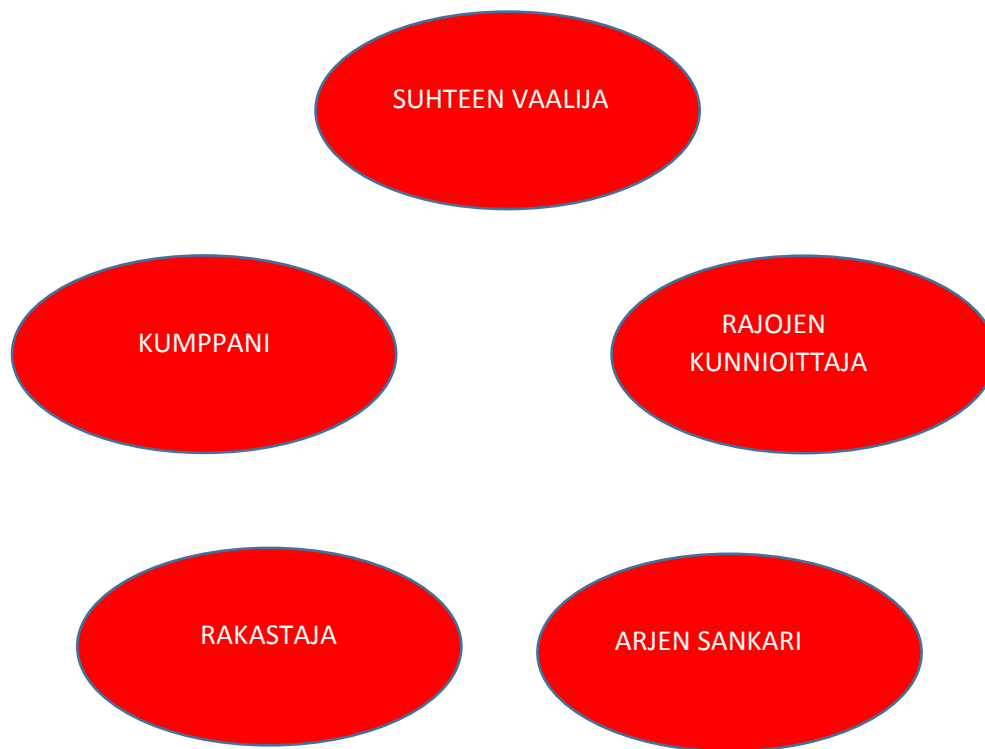 SUHTEEN VAALIJA
KUMPPANI
RAJOJEN
KUNNIOITTAJA
RAKASTAJA
ARJEN SANKARI